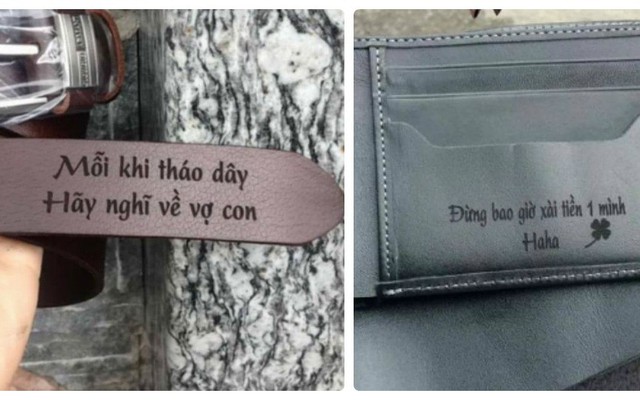 Mỗi khi tháo dây
Hãy nghĩ về vợ con
Đừng bao giờ xài tiền 1 mình
Haha